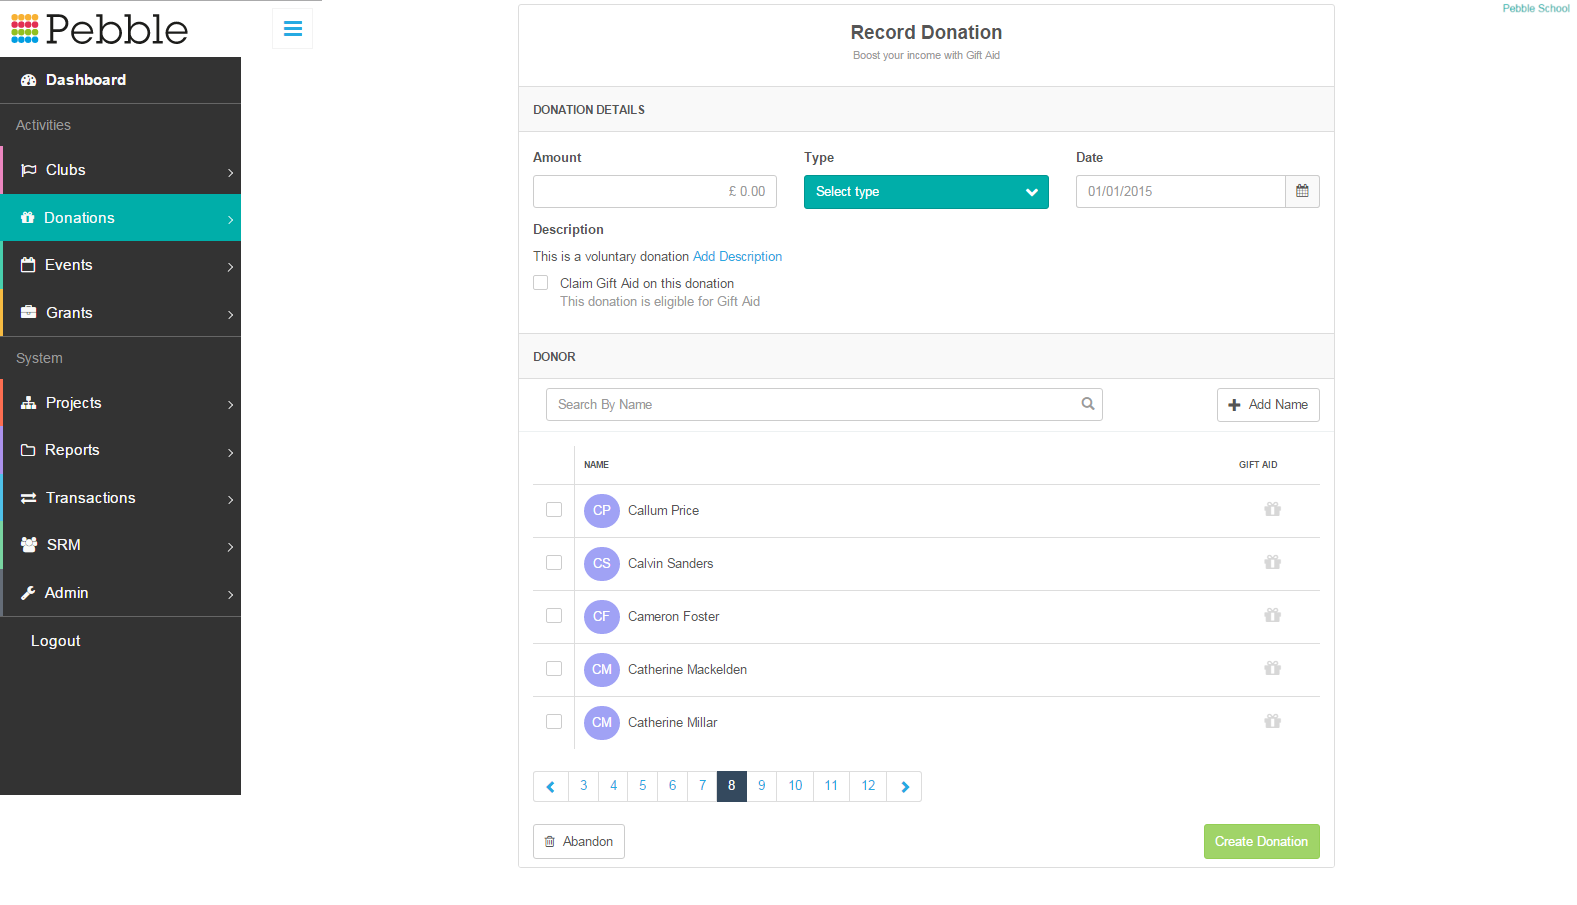 Pebble
Pebble School
Dashboard
Activities
Clubs
Donations
Events
Grants
System
Projects
Reports
Transactions
SRM
Admin
Logout
Record Donation
Boost your income with Gift Aid
DONATION DETAILS
Amount Type Date
£ 0.00 Select type 01/01/2015
Description
This is a voluntary donation Add Description
Claim Gift Aid on this donation
This donation is eligible for Gift Aid
DONOR
Search By Name Add Name
NAME GIFT AID
CP Callum Price
CS Calvin Sanders
CF Cameron Foster
CM Catherine Mackelden
CM Catherine Millar
3 4 5 6 7 8 9 10 11 12
Abandon Create Donation